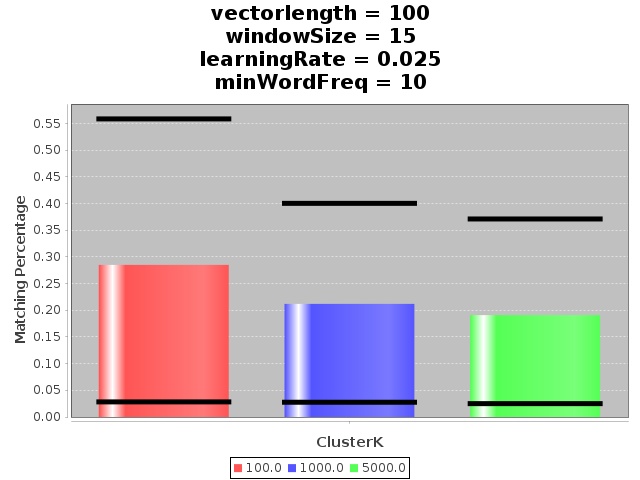 vectorlength = 100
windowSize = 15
learningRate = 0.025
minWordFreq = 10
0.55
0.50
0.45
0.40
0.35
0.30
0.25
0.20
0.15
0.10
0.05
0.00
Matching Percentage
ClusterK
100.0 1000.0 5000.0